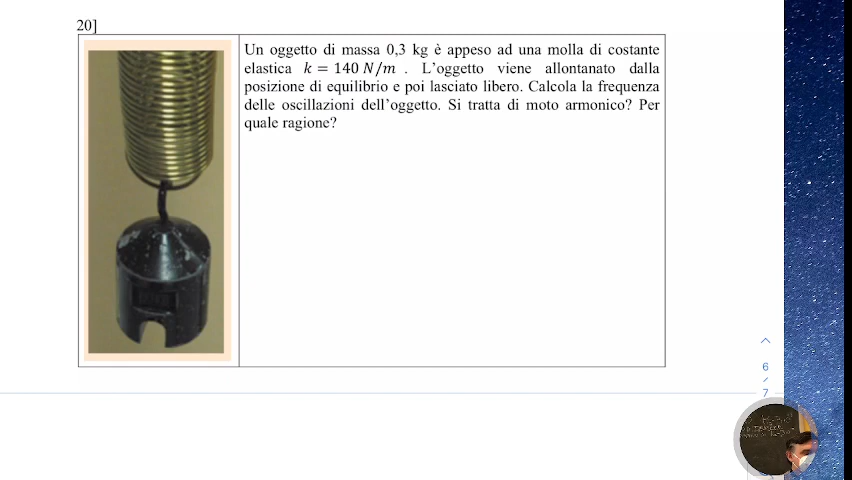 20]
Un oggetto di massa 0,3 kg è appeso ad una molla di costante
elastica k = 140 N/m . L'oggetto viene allontanato dalla
posizione di equilibrio e poi lasciato libero. Calcola la frequenza
delle oscillazioni dell'oggetto. Si tratta di moto armonico? Per
quale ragione?
6
/
7